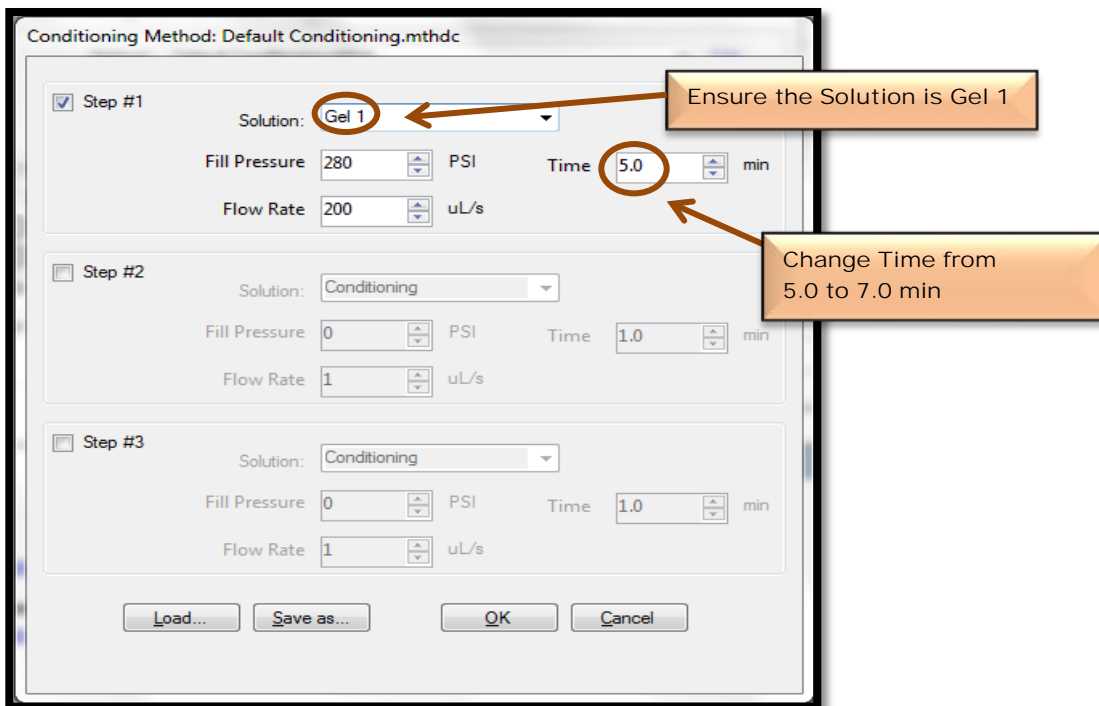 Conditioning Method: Default Conditioning.mthdc
Step #1
Solution: Gel 1
Ensure the Solution is Gel 1
Fill Pressure 280 PSI Time 5.0 min
Flow Rate 200 uL/s
Change Time from
5.0 to 7.0 min
Step #2
Solution: Conditioning
Fill Pressure 0 PSI Time 1.0 min
Flow Rate 1 uL/s
Step #3
Solution: Conditioning
Fill Pressure 0 PSI Time 1.0 min
Flow Rate 1 uL/s
Load... Save as... OK Cancel